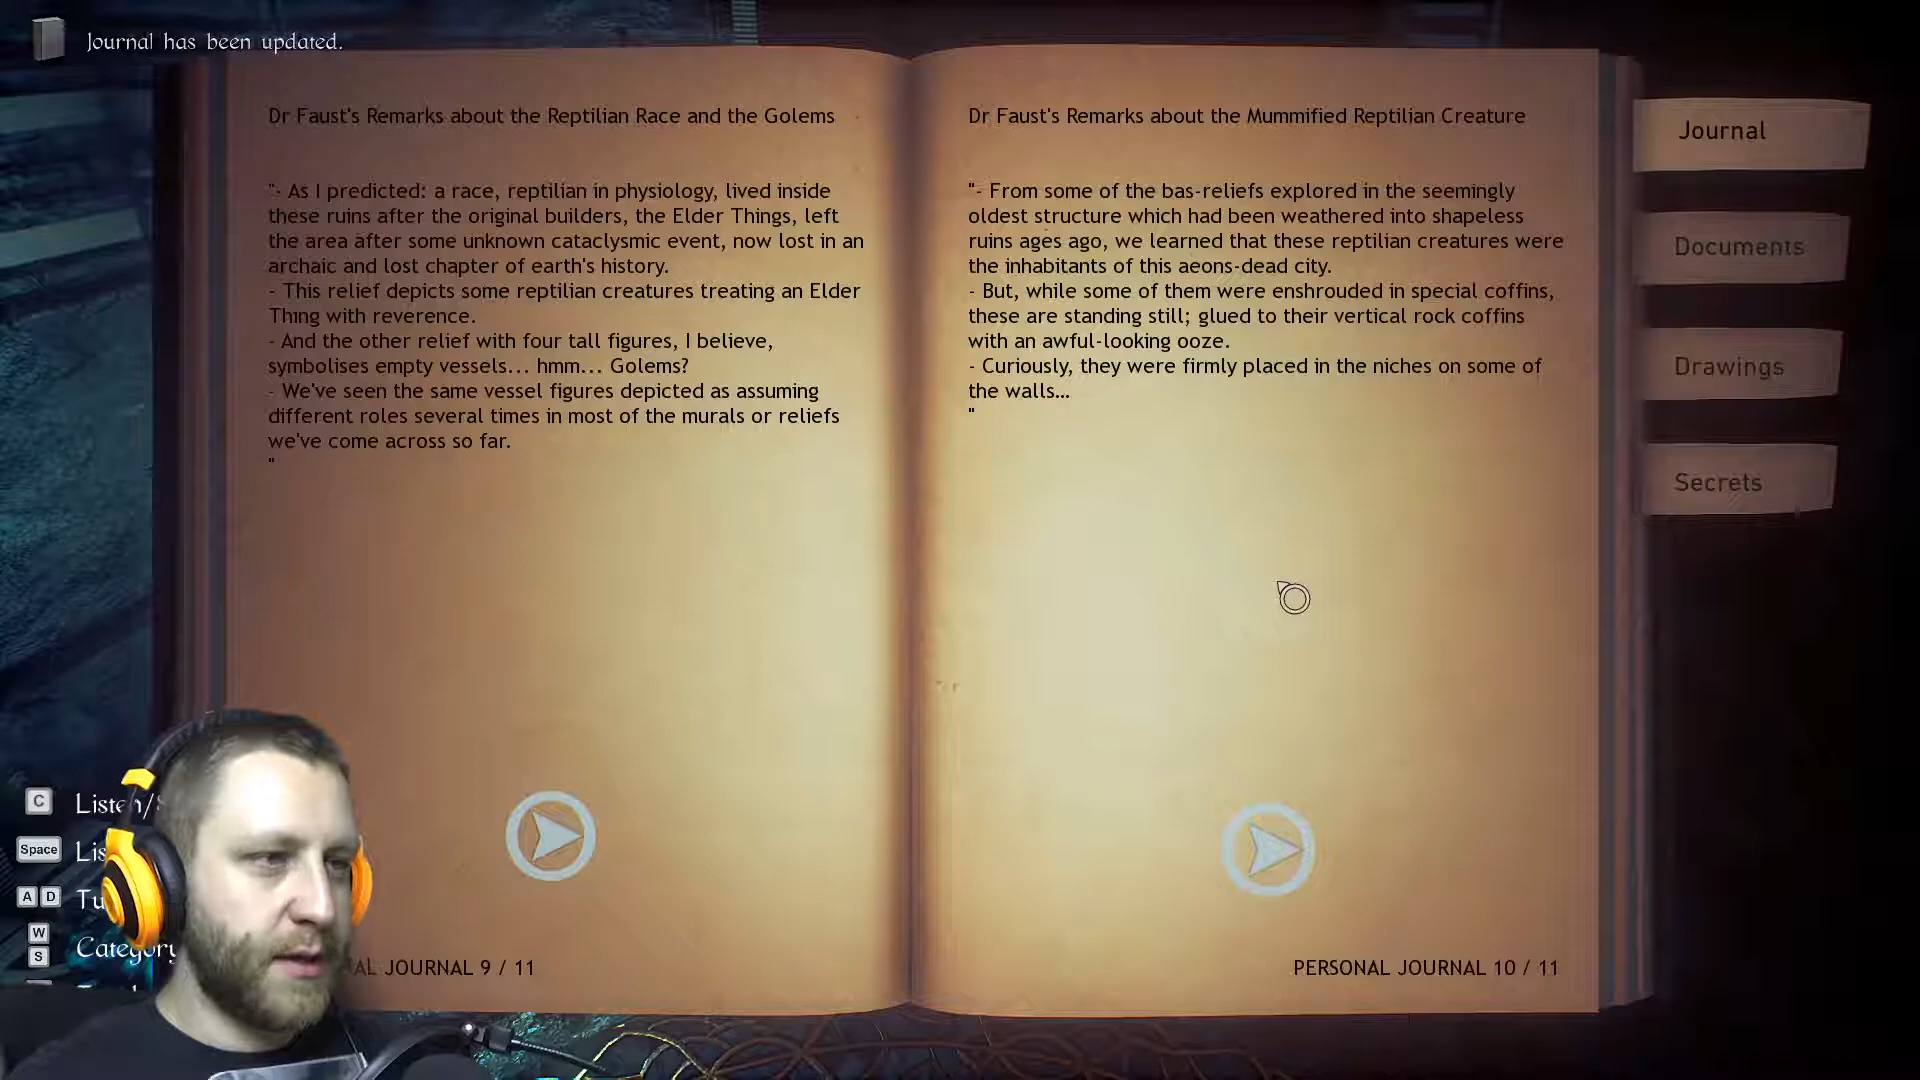 Journal has been updated.
Dr Faust's Remarks about the Reptilian Race and the Golems
"- As I predicted: a race, reptilian in physiology, lived inside
these ruins after the original builders, the Elder Things, left
the area after some unknown cataclysmic event, now lost in an
archaic and lost chapter of earth's history.
- This relief depicts some reptilian creatures treating an Elder
Thing with reverence.
- And the other relief with four tall figures, I believe,
symbolises empty vessels... hmm... Golems?
- We've seen the same vessel figures depicted as assuming
different roles several times in most of the murals or reliefs
we've come across so far.
"
AL JOURNAL 9 / 11
Dr Faust's Remarks about the Mummified Reptilian Creature
"- From some of the bas-reliefs explored in the seemingly
oldest structure which had been weathered into shapeless
ruins ages ago, we learned that these reptilian creatures were
the inhabitants of this aeons-dead city.
- But, while some of them were enshrouded in special coffins,
these are standing still; glued to their vertical rock coffins
with an awful-looking ooze.
- Curiously, they were firmly placed in the niches on some of
the walls...
"
PERSONAL JOURNAL 10 / 11
Journal
Documents
Drawings
Secrets
C Listen/
Space Lis
A D Tu
W
S Category